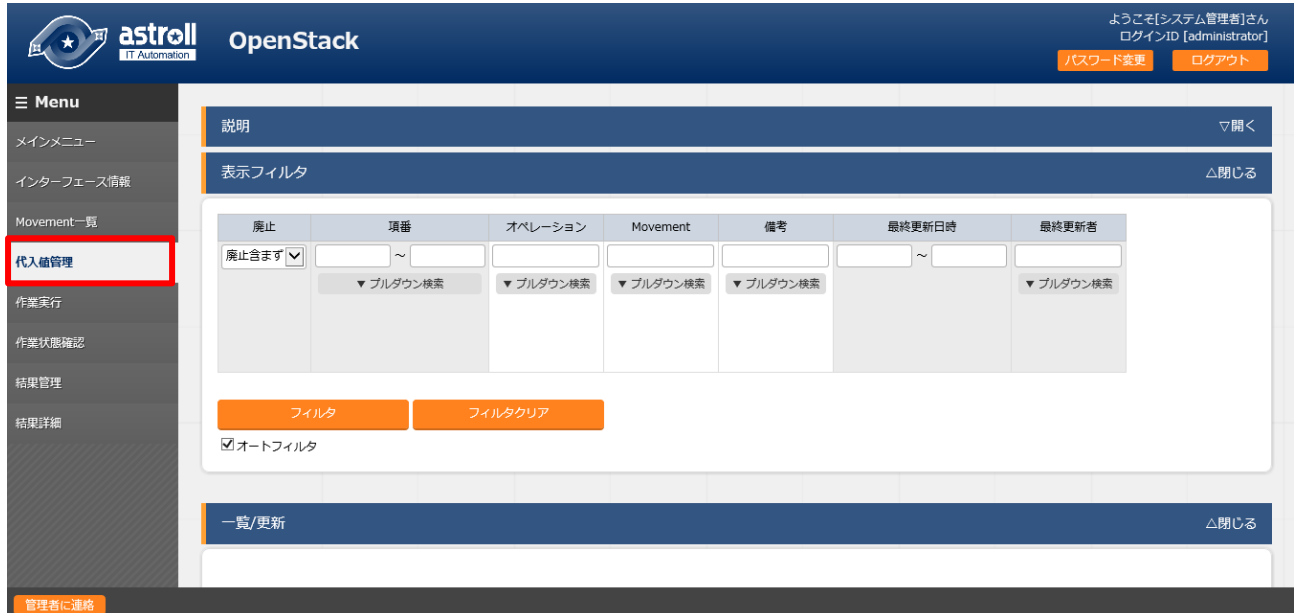 astroll
IT Automation
OpenStack
ようこそ[システム管理者]さん
ログインID [administrator]
パスワード変更 ログアウト
☰ Menu
メインメニュー
インターフェース情報
Movement一覧
代入値管理
作業実行
作業状態確認
結果管理
結果詳細
説明 ▽開く
表示フィルタ △閉じる
廃止 項番 オペレーション Movement 備考 最終更新日時 最終更新者
廃止含まず ～ ～
▼ プルダウン検索 ▼ プルダウン検索 ▼ プルダウン検索 ▼ プルダウン検索 ▼ プルダウン検索
フィルタ フィルタクリア
オートフィルタ
一覧/更新 △閉じる
管理者に連絡